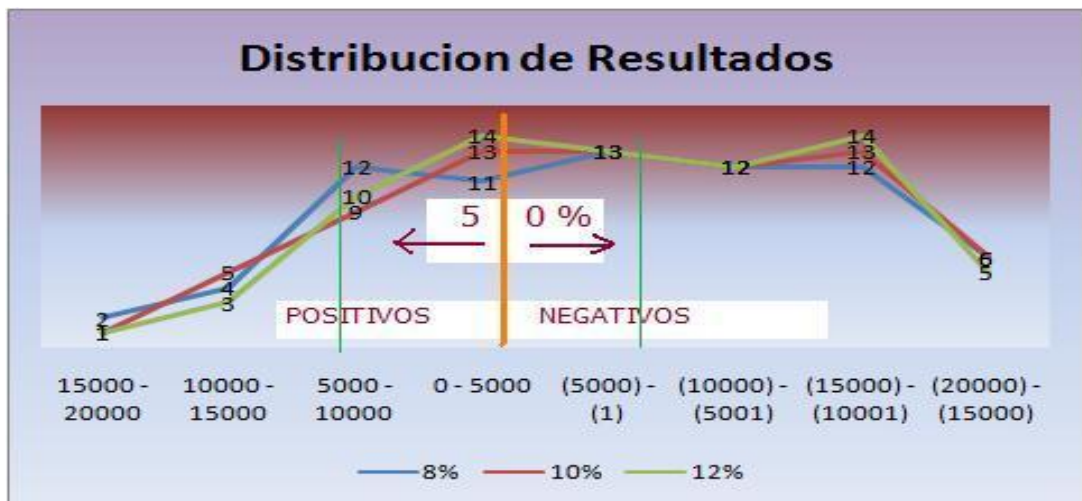 Distribucion de Resultados
14 14
12 13 13 12 13
11 12
10
9
5 0 %
5
4
3
2
1
6
5
POSITIVOS NEGATIVOS
15000 - 10000 - 5000 - 0 - 5000 (5000) - (10000) - (15000) - (20000) -
20000 15000 10000 (1) (5001) (10001) (15000)
8% 10% 12%